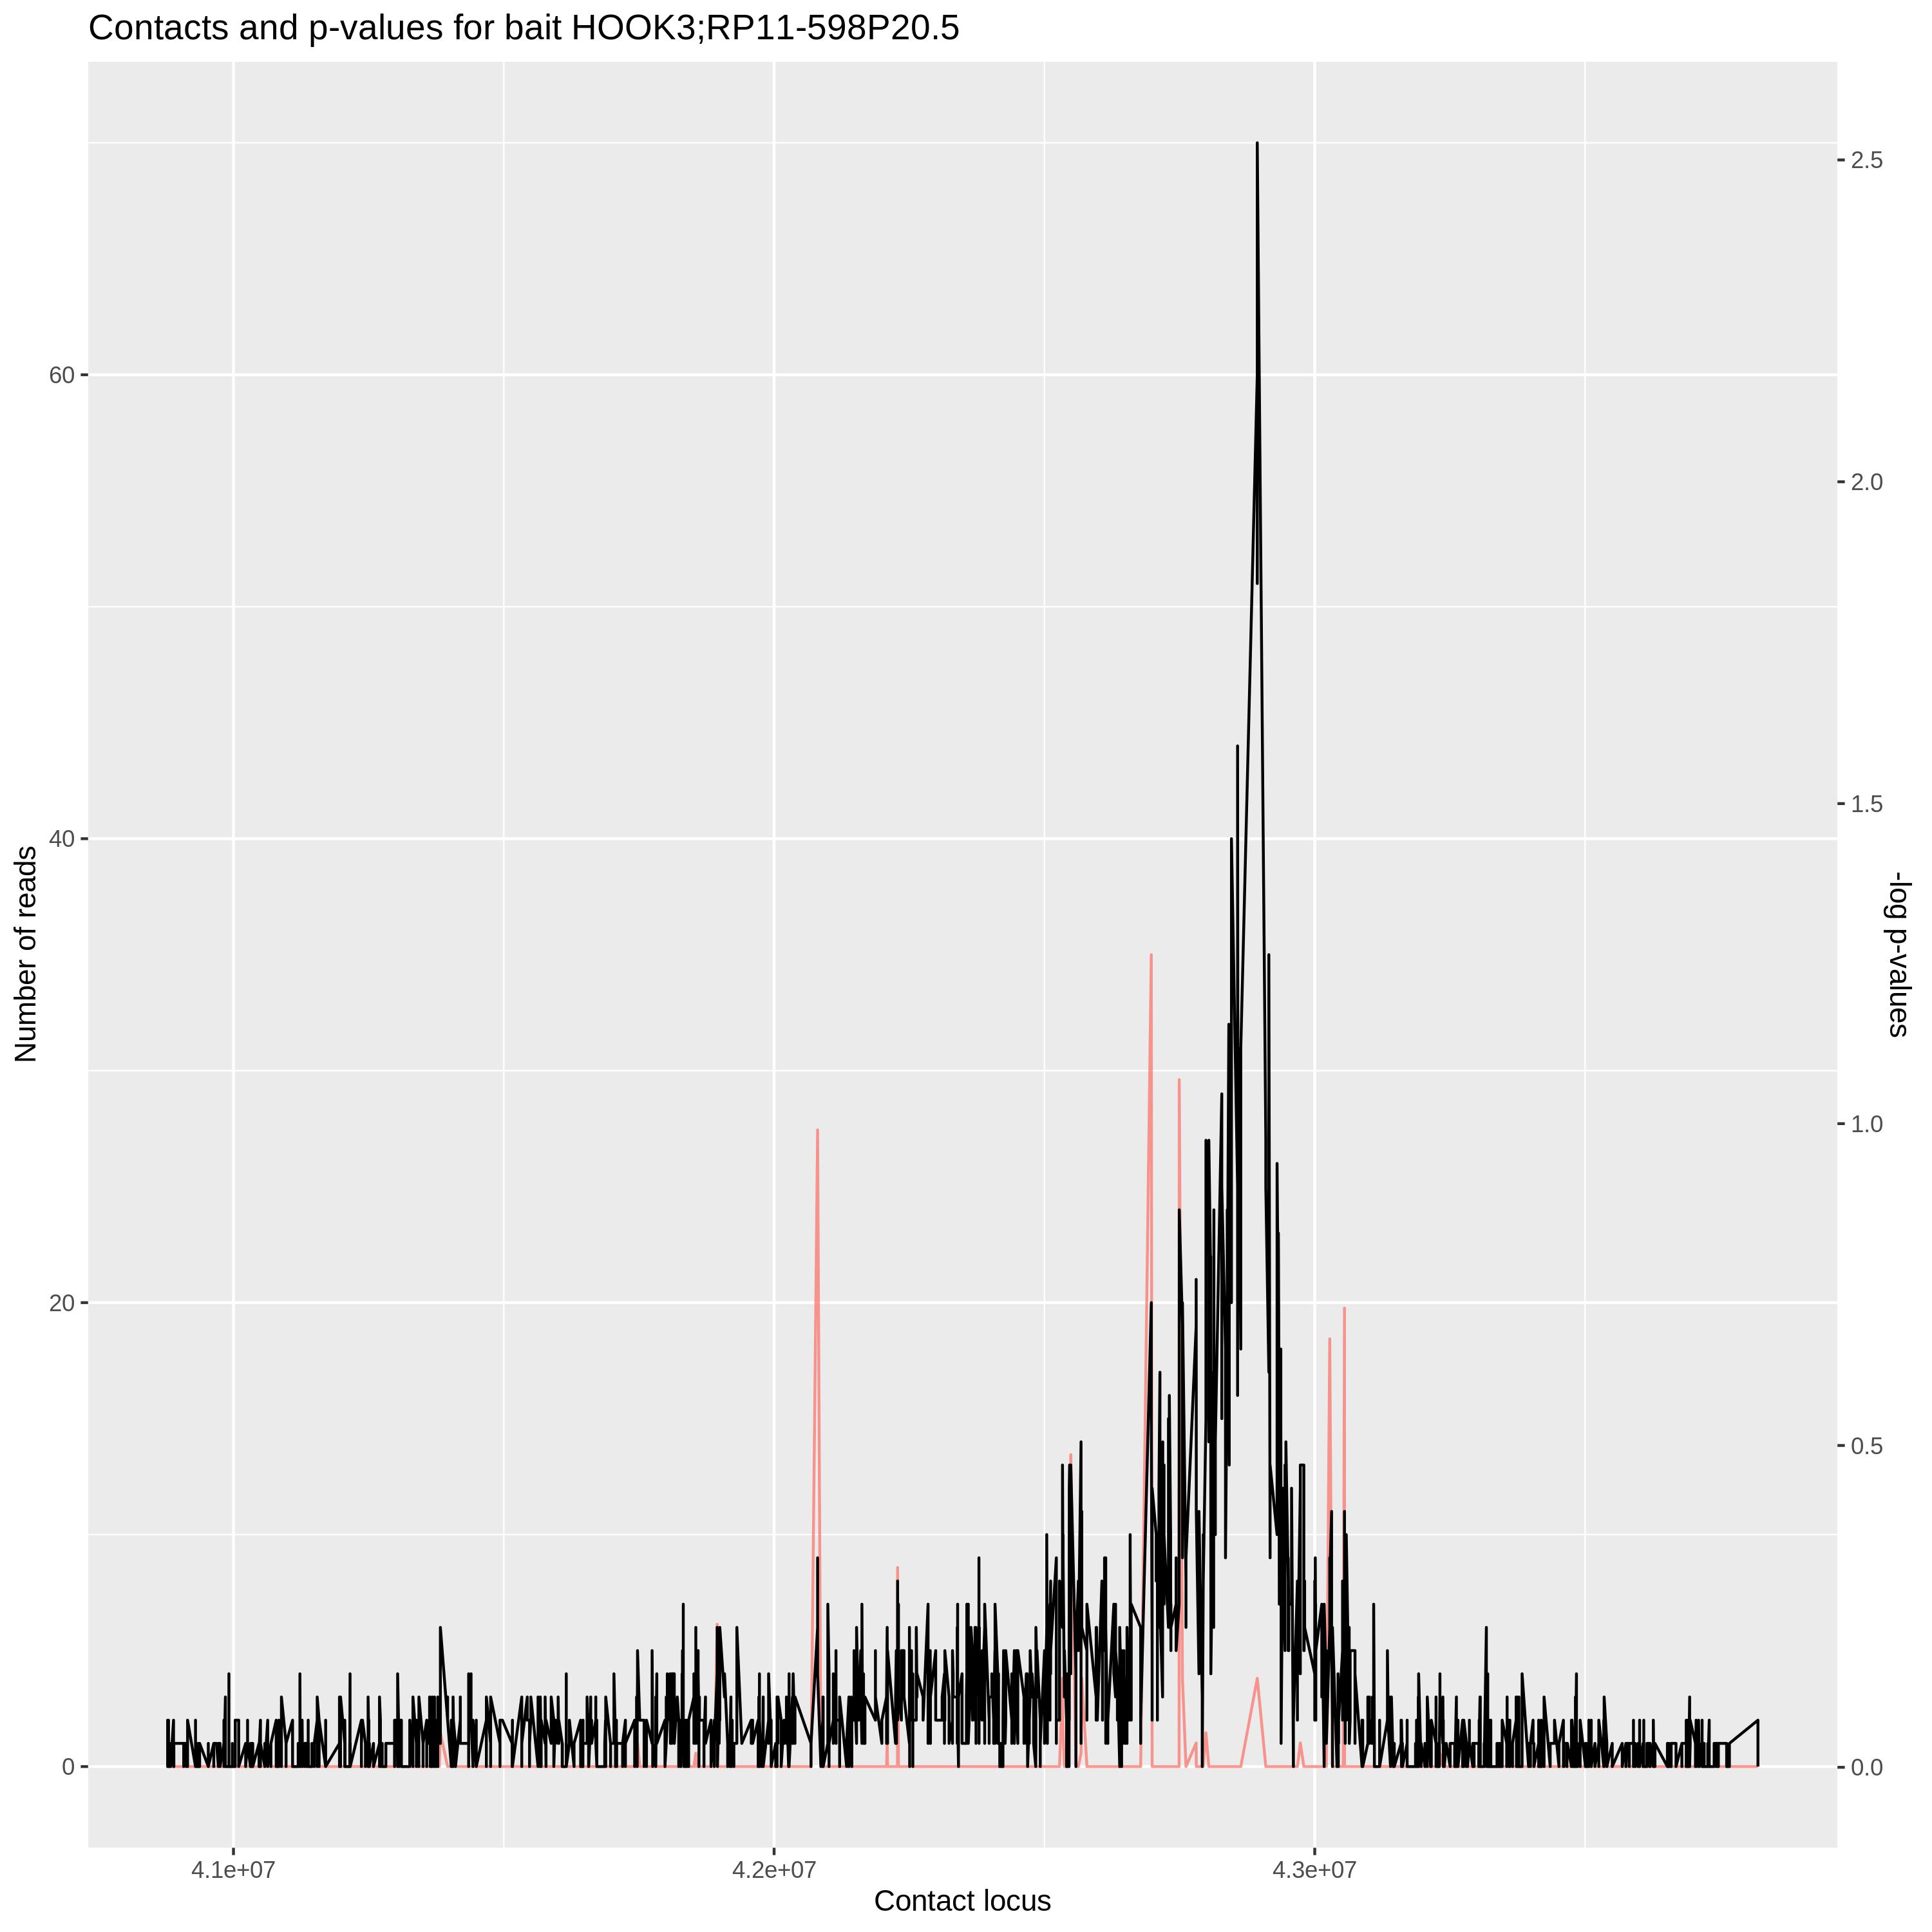 Contacts and p-values for bait HOOK3;RP11-598P20.5
Number of reads
60
40
20
0
2.5
2.0
1.5
1.0
0.5
0.0
-log p-values
4.1e+07
4.2e+07
4.3e+07
Contact locus